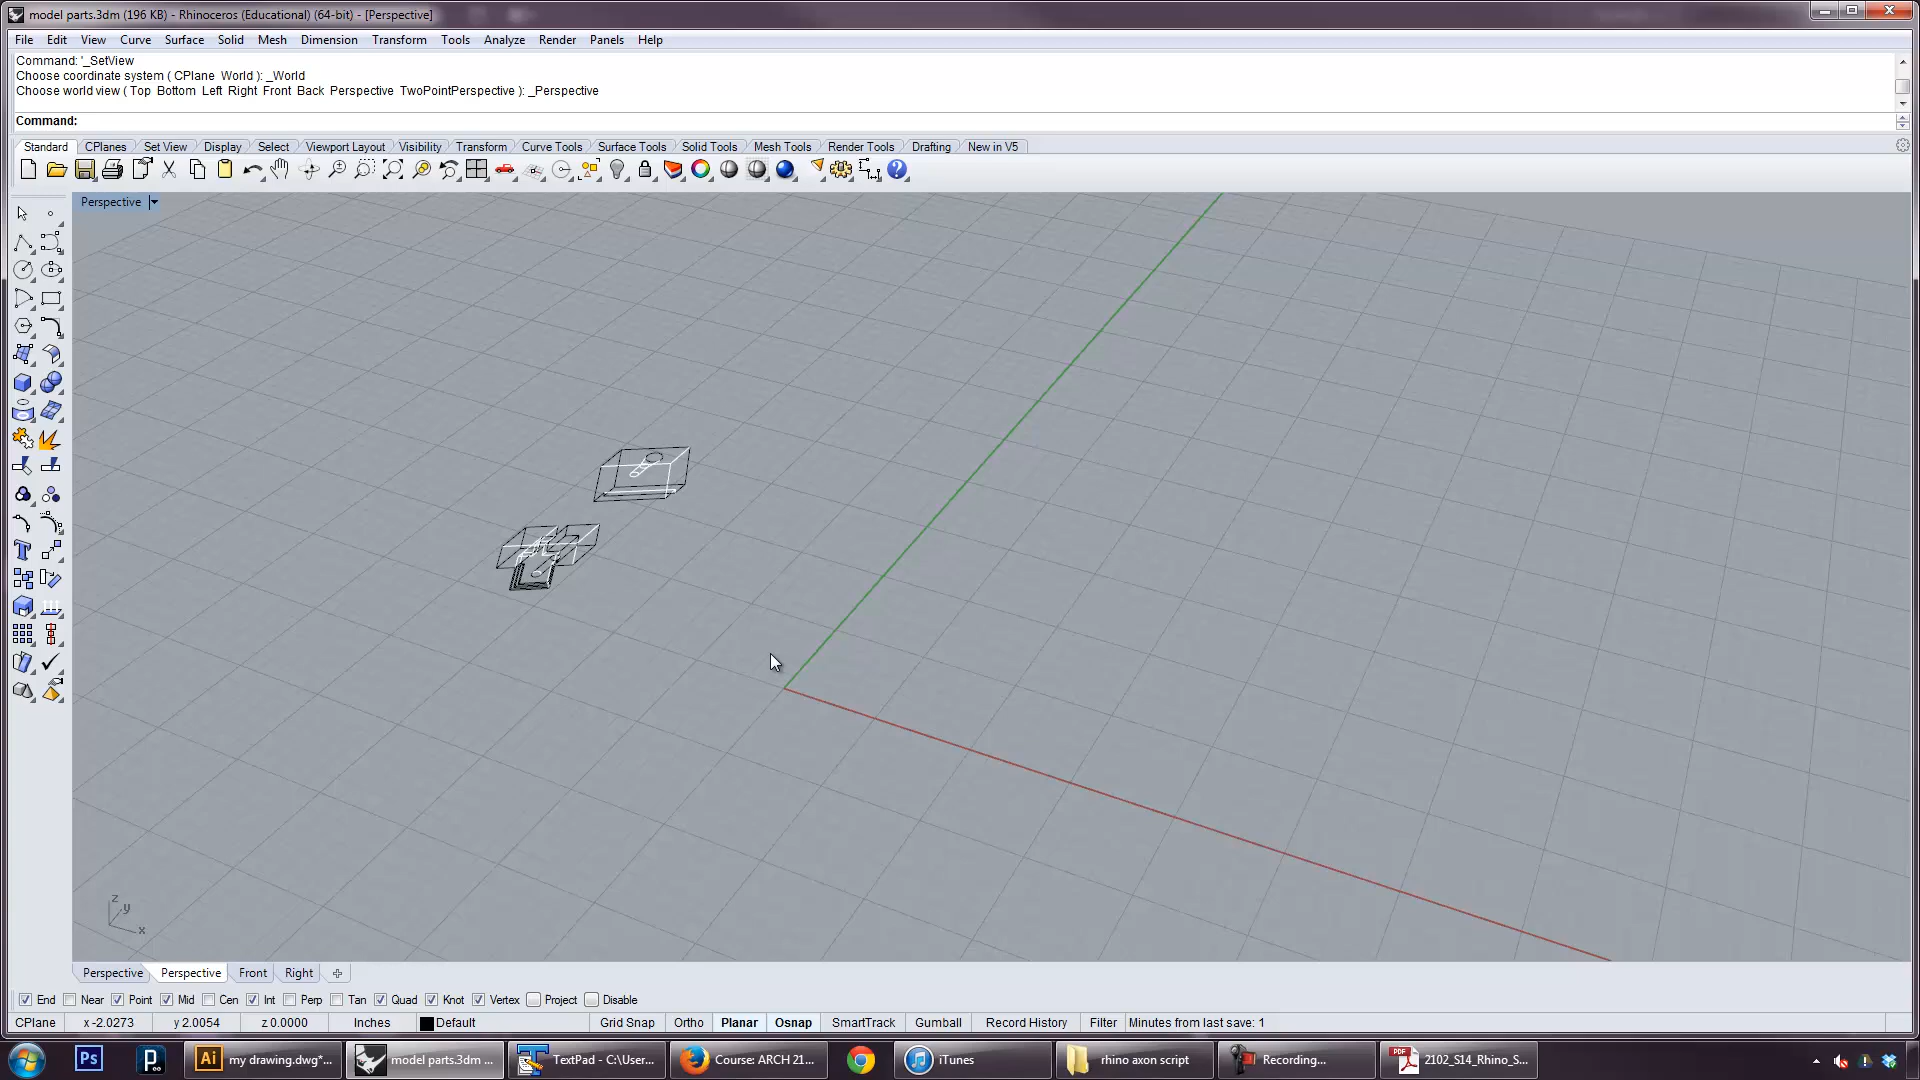 model parts.3dm (196 KB) - Rhinoceros (Educational) (64-bit) - [Perspective]
File Edit View Curve Surface Solid Mesh Dimension Transform Tools Analyze Render Panels Help
Command: '_SetView
Choose coordinate system ( CPlane World ): _World
Choose world view ( Top Bottom Left Right Front Back Perspective TwoPointPerspective ): _Perspective
Command:
Standard CPlanes Set View Display Select Viewport Layout Visibility Transform Curve Tools Surface Tools Solid Tools Mesh Tools Render Tools Drafting New in V5
Perspective
z
y
x
Perspective Perspective Front Right
End Near Point Mid Cen Int Perp Tan Quad Knot Vertex Project Disable
CPlane x -2.0273 y 2.0054 z 0.0000 Inches Default Grid Snap Ortho Planar Osnap SmartTrack Gumball Record History Filter Minutes from last save: 1
Ps p Ai my drawing.dwg*... model parts.3dm ... TextPad - C:\User... Course: ARCH 21... iTunes rhino axon script Recording... PDF 2102_S14_Rhino_S...